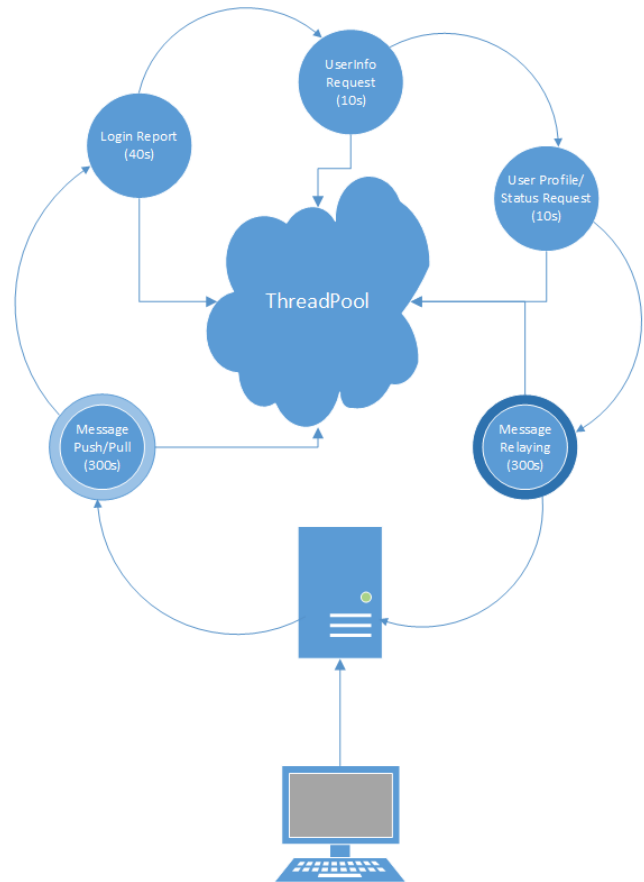 UserInfo
Request
(10s)
Login Report
(40s)
User Profile/
Status Request
(10s)
ThreadPool
Message
Push/Pull
(300s)
Message
Relaying
(300s)